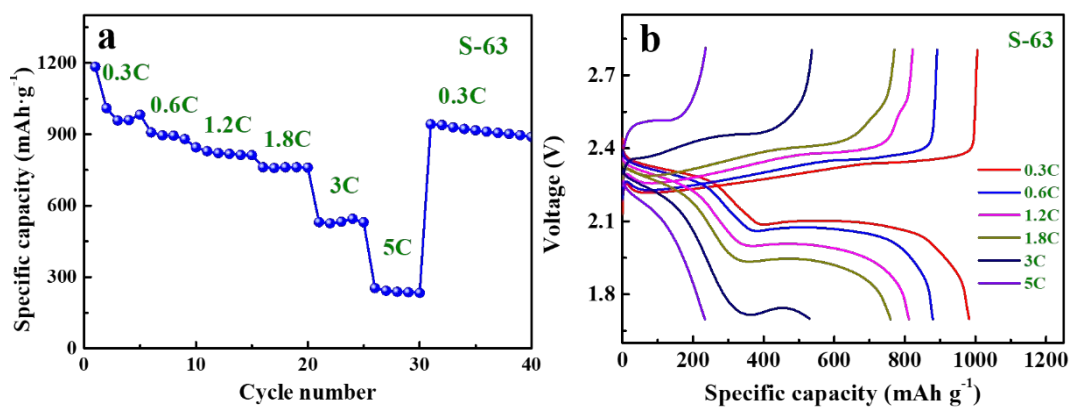 a
S-63
0.3C
0.6C
1.2C
1.8C
3C
5C
0.3C
1200
900
600
300
0
0
10
20
30
40
Specific capacity (mAh·g⁻¹)
Cycle number
b
S-63
2.7
2.4
2.1
1.8
0
200
400
600
800
1000
1200
Voltage (V)
Specific capacity (mAh g⁻¹)
0.3C
0.6C
1.2C
1.8C
3C
5C